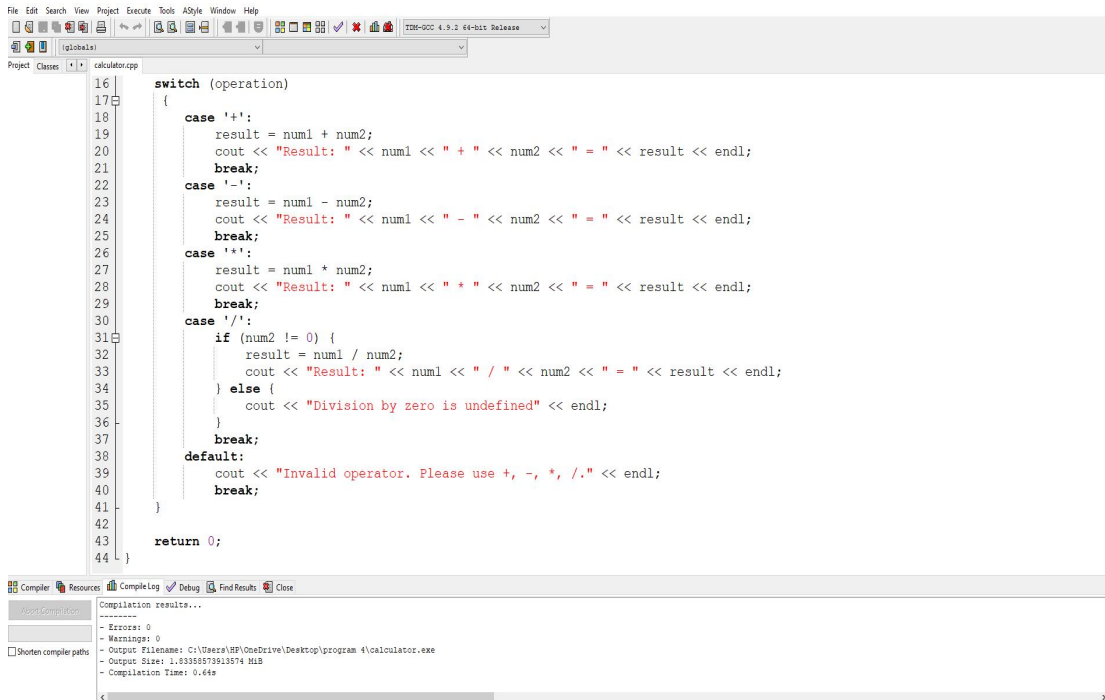 File Edit Search View Project Execute Tools AStyle Window Help
TDM-GCC 4.9.2 64-bit Release
(globals)
Project Classes calculator.cpp
16 switch (operation)
17 {
18 case '+':
19 result = num1 + num2;
20 cout << "Result: " << num1 << " + " << num2 << " = " << result << endl;
21 break;
22 case '-':
23 result = num1 - num2;
24 cout << "Result: " << num1 << " - " << num2 << " = " << result << endl;
25 break;
26 case '*':
27 result = num1 * num2;
28 cout << "Result: " << num1 << " * " << num2 << " = " << result << endl;
29 break;
30 case '/':
31 if (num2 != 0) {
32 result = num1 / num2;
33 cout << "Result: " << num1 << " / " << num2 << " = " << result << endl;
34 } else {
35 cout << "Division by zero is undefined" << endl;
36 }
37 break;
38 default:
39 cout << "Invalid operator. Please use +, -, *, /." << endl;
40 break;
41 }
42
43 return 0;
44 }
Compiler Resources Compile Log Debug Find Results Close
Abort Compilation
Shorten compiler paths
Compilation results...
--------
- Errors: 0
- Warnings: 0
- Output Filename: C:\Users\HP\OneDrive\Desktop\program 4\calculator.exe
- Output Size: 1.83358573913574 MiB
- Compilation Time: 0.64s